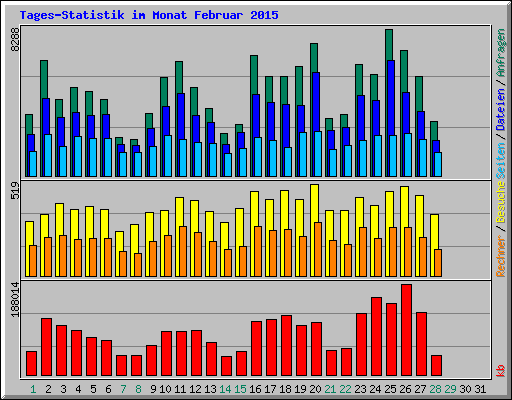 Tages-Statistik im Monat Februar 2015
8288
519
188014
Rechner / Besuche Seiten / Dateien / Anfragen
kb
1 2 3 4 5 6 7 8 9 10 11 12 13 14 15 16 17 18 19 20 21 22 23 24 25 26 27 28 29 30 31